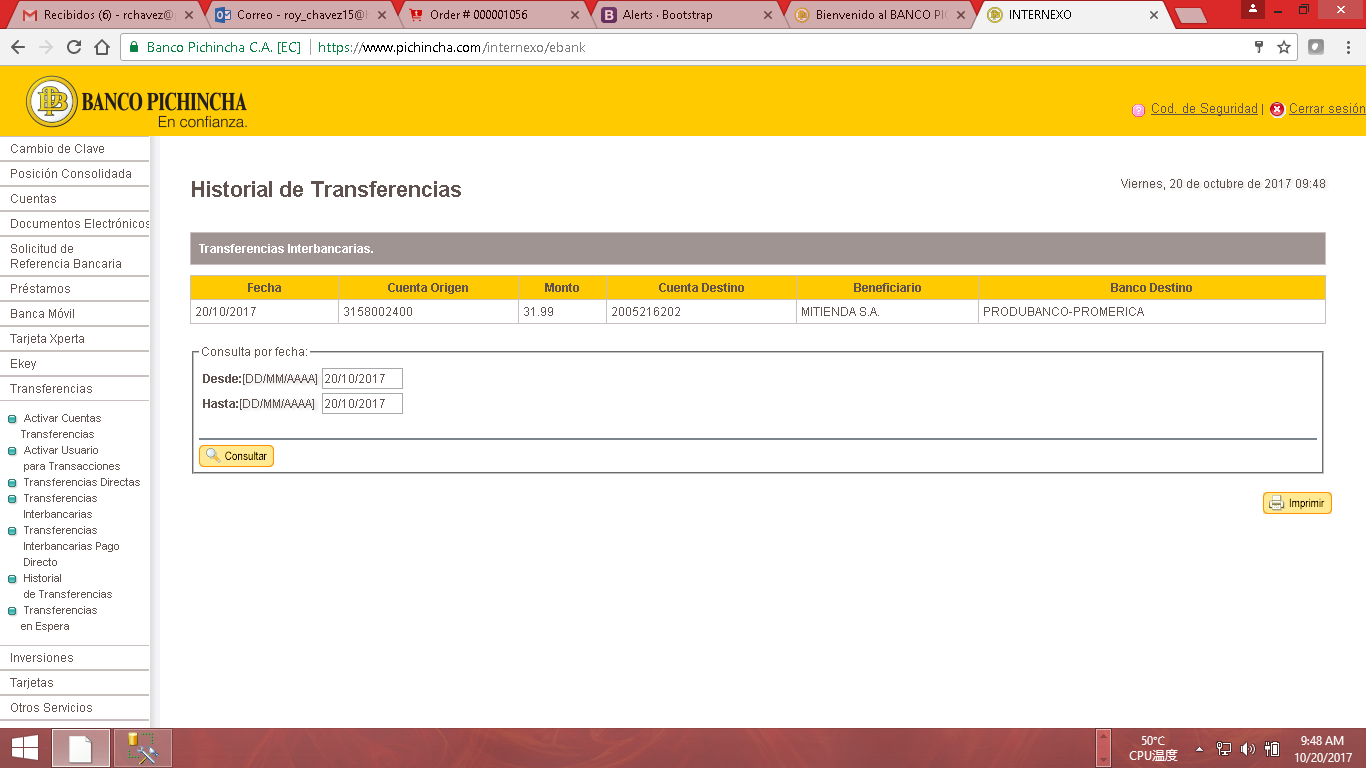 Recibidos (6) - rchavez@
Correo - roy_chavez15@
Order # 000001056
Alerts · Bootstrap
Bienvenido al BANCO PI
INTERNEXO
Banco Pichincha C.A. [EC] https://www.pichincha.com/internexo/ebank
BANCO PICHINCHA
En confianza.
Cod. de Seguridad | Cerrar sesión
Cambio de Clave
Posición Consolidada
Cuentas
Documentos Electrónicos
Solicitud de
Referencia Bancaria
Préstamos
Banca Móvil
Tarjeta Xperta
Ekey
Transferencias
Activar Cuentas
Transferencias
Activar Usuario
para Transacciones
Transferencias Directas
Transferencias
Interbancarias
Transferencias
Interbancarias Pago
Directo
Historial
de Transferencias
Transferencias
en Espera
Inversiones
Tarjetas
Otros Servicios
Historial de Transferencias
Viernes, 20 de octubre de 2017 09:48
Transferencias Interbancarias.
Fecha Cuenta Origen Monto Cuenta Destino Beneficiario Banco Destino
20/10/2017 3158002400 31.99 2005216202 MITIENDA S.A. PRODUBANCO-PROMERICA
Consulta por fecha:
Desde:[DD/MM/AAAA] 20/10/2017
Hasta:[DD/MM/AAAA] 20/10/2017
Consultar
Imprimir
50°C
CPU温度
9:48 AM
10/20/2017